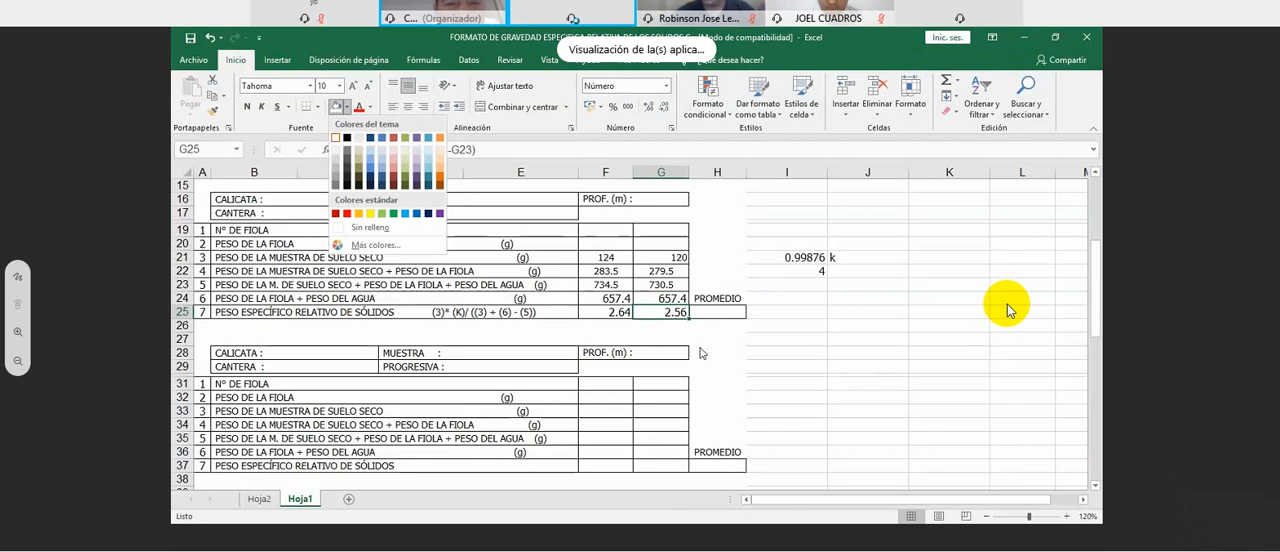 yo
C... (Organizador)
Robinson Jose Le...
JOEL CUADROS
FORMATO DE GRAVEDAD ESPECIFICA RELATIVA DE LOS SOLIDOS [Modo de compatibilidad] - Excel
Inic. ses.
Visualización de la(s) aplica...
Archivo Inicio Insertar Disposición de página Fórmulas Datos Revisar Vista ¿Qué desea hacer? Compartir
Tahoma 10 Ajustar texto Número
N K S Combinar y centrar % 000
Formato condicional Dar formato como tabla Estilos de celda Insertar Eliminar Formato Ordenar y filtrar Buscar y seleccionar
Portapapeles Fuente Alineación Número Estilos Celdas Edición
Colores del tema
Colores estándar
Sin relleno
Más colores...
G25 -G23)
A B E F G H I J K L M
15
16 CALICATA : PROF. (m) :
17 CANTERA :
19 1 N° DE FIOLA
20 2 PESO DE LA FIOLA (g)
21 3 PESO DE LA MUESTRA DE SUELO SECO (g) 124 120 0.99876 k
22 4 PESO DE LA MUESTRA DE SUELO SECO + PESO DE LA FIOLA (g) 283.5 279.5 4
23 5 PESO DE LA M. DE SUELO SECO + PESO DE LA FIOLA + PESO DEL AGUA (g) 734.5 730.5
24 6 PESO DE LA FIOLA + PESO DEL AGUA (g) 657.4 657.4 PROMEDIO
25 7 PESO ESPECÍFICO RELATIVO DE SÓLIDOS (3)* (K)/ ((3) + (6) - (5)) 2.64 2.56
26
27
28 CALICATA : MUESTRA : PROF. (m) :
29 CANTERA : PROGRESIVA :
31 1 N° DE FIOLA
32 2 PESO DE LA FIOLA (g)
33 3 PESO DE LA MUESTRA DE SUELO SECO (g)
34 4 PESO DE LA MUESTRA DE SUELO SECO + PESO DE LA FIOLA (g)
35 5 PESO DE LA M. DE SUELO SECO + PESO DE LA FIOLA + PESO DEL AGUA (g)
36 6 PESO DE LA FIOLA + PESO DEL AGUA (g) PROMEDIO
37 7 PESO ESPECÍFICO RELATIVO DE SÓLIDOS
38
Hoja2 Hoja1
Listo 120%